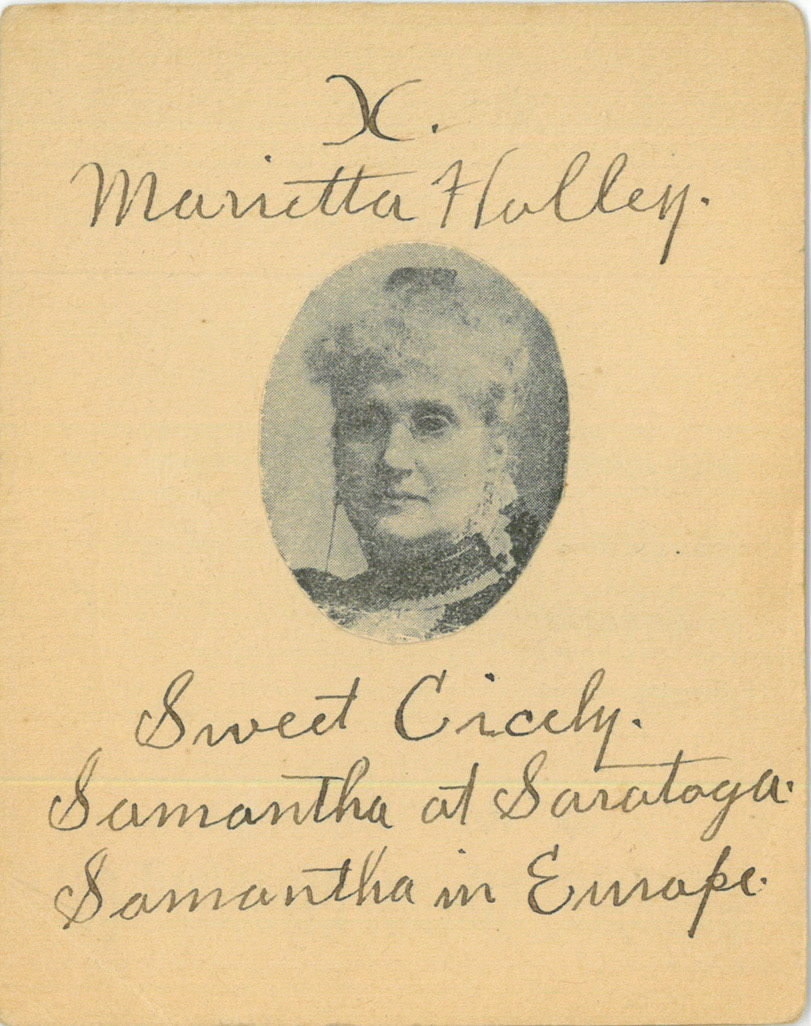 X.
Marietta Holley.
Sweet Cicely.
Samantha at Saratoga.
Samantha in Europe.